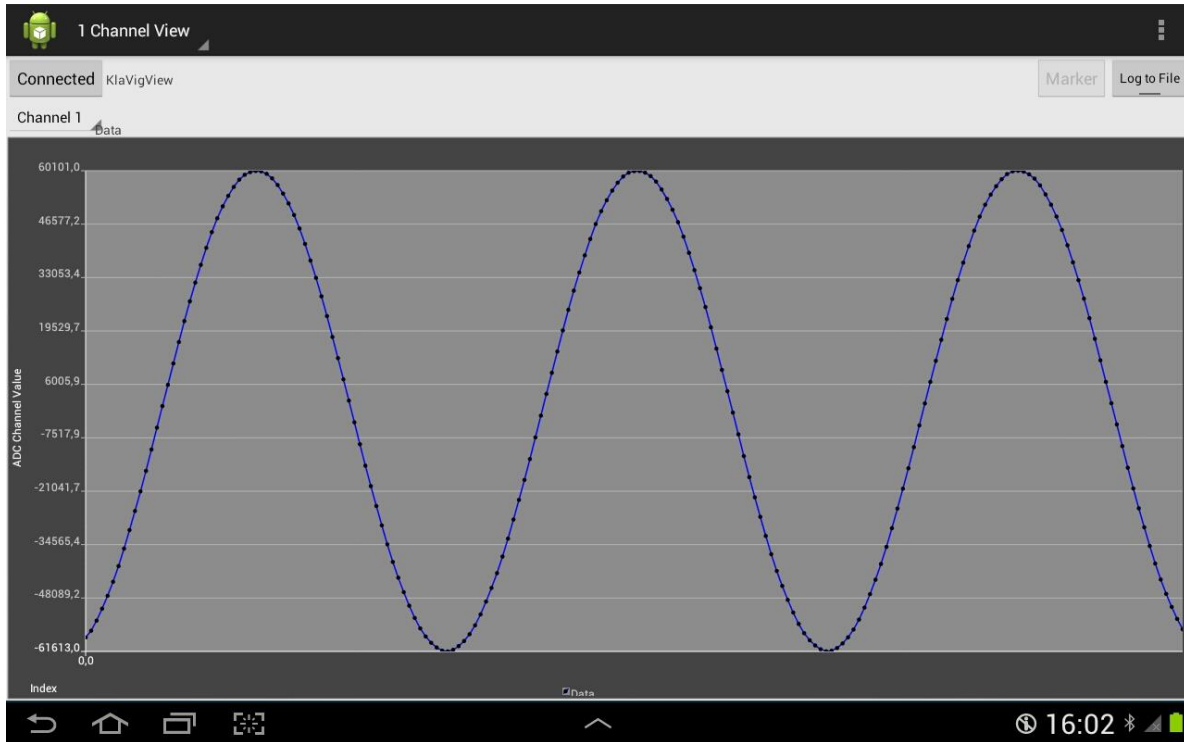 1 Channel View
Connected KlaVigView Marker Log to File
Channel 1
Data
60101,0
46577,2
33053,4
19529,7
6005,9
-7517,9
-21041,7
-34565,4
-48089,2
-61613,0
ADC Channel Value
0,0
Index
Data
16:02